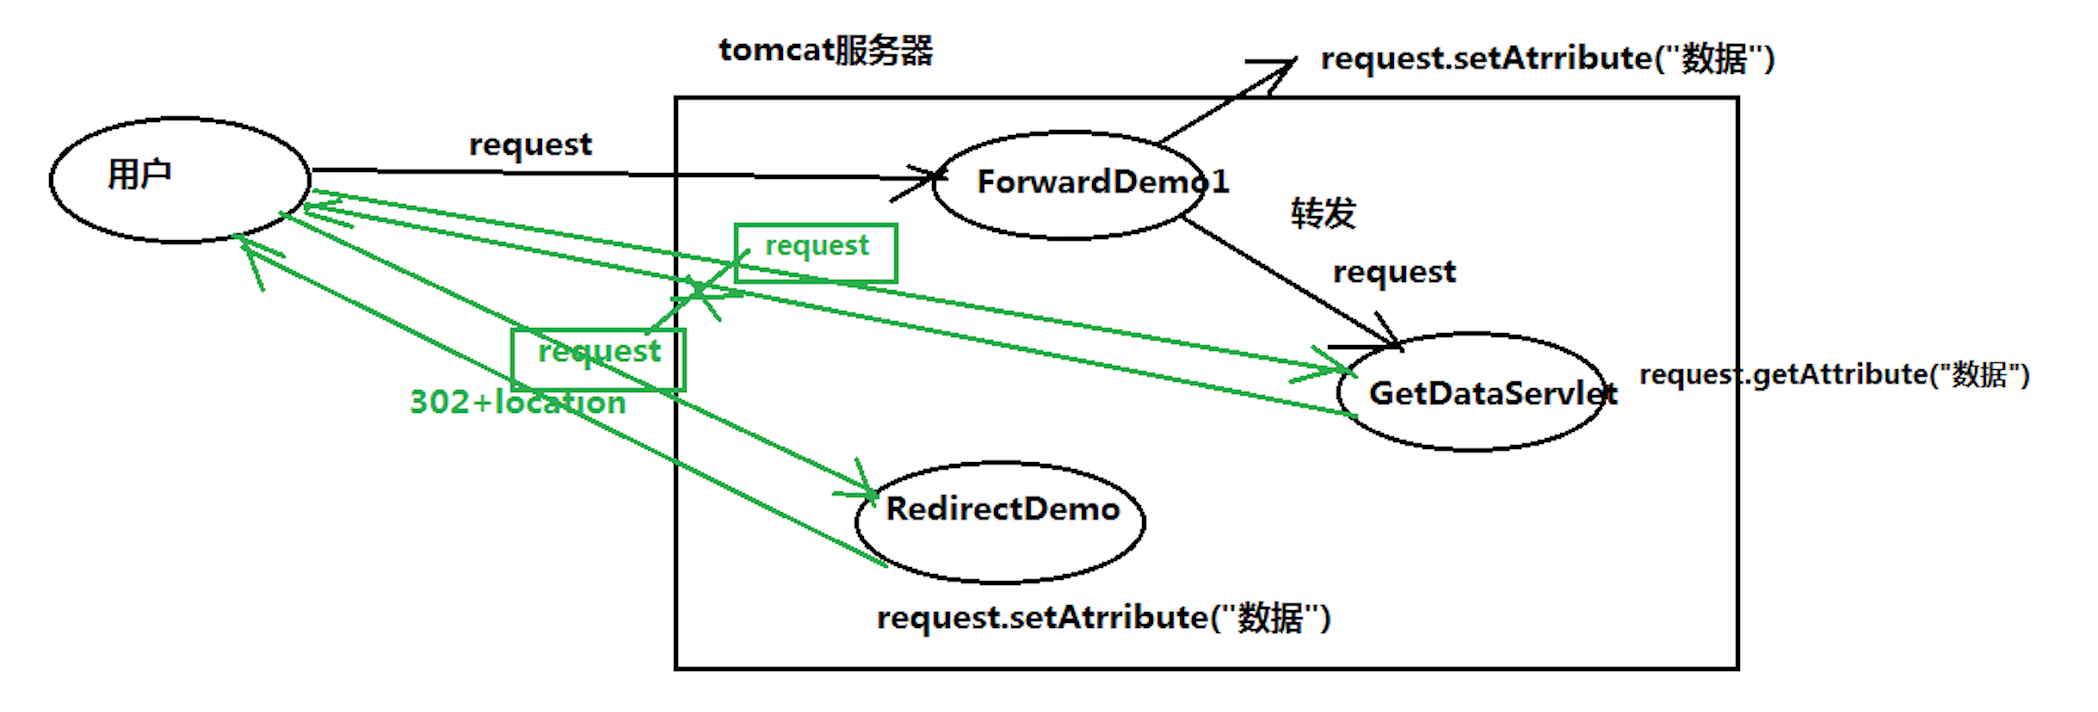 tomcat服务器
request.setAtrribute("数据")
request
用户
ForwardDemo1
转发
request
request
request
302+location
GetDataServlet
request.getAttribute("数据")
RedirectDemo
request.setAtrribute("数据")